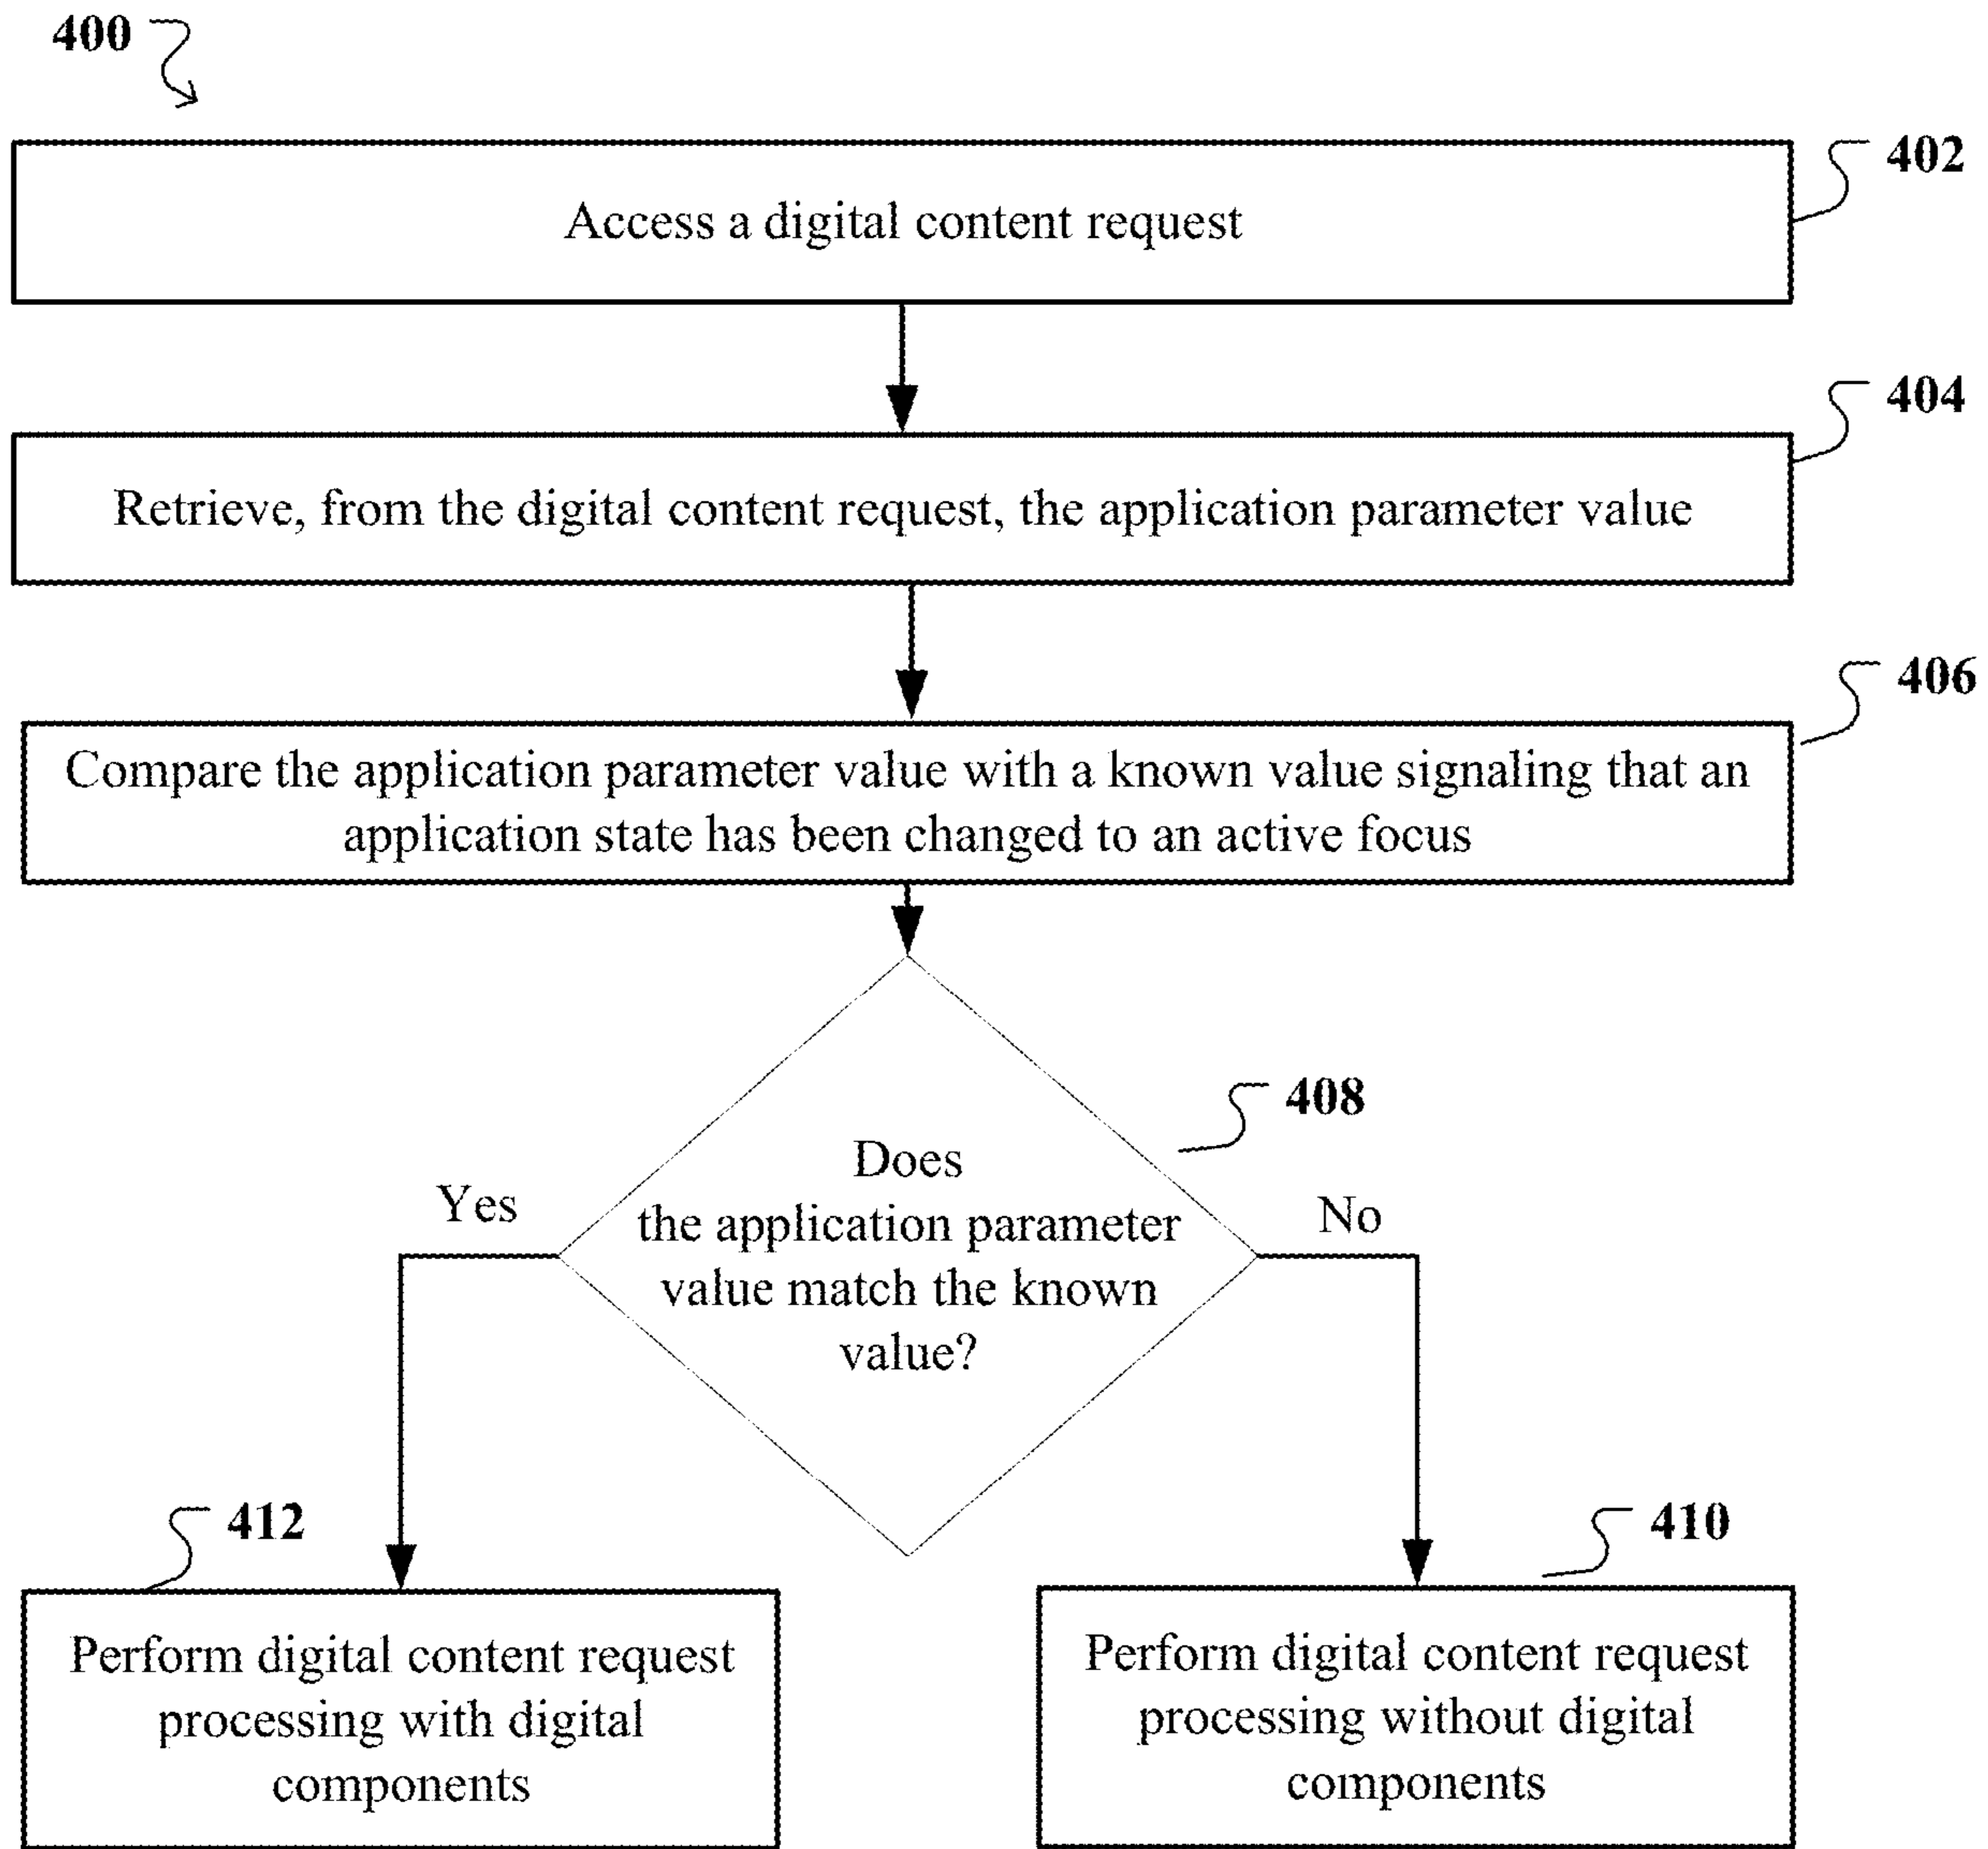 400
402
Access a digital content request
404
Retrieve, from the digital content request, the application parameter value
406
Compare the application parameter value with a known value signaling that an
application state has been changed to an active focus
408
Does
the application parameter
value match the known
value?
Yes
No
412
Perform digital content request
processing with digital
components
410
Perform digital content request
processing without digital
components